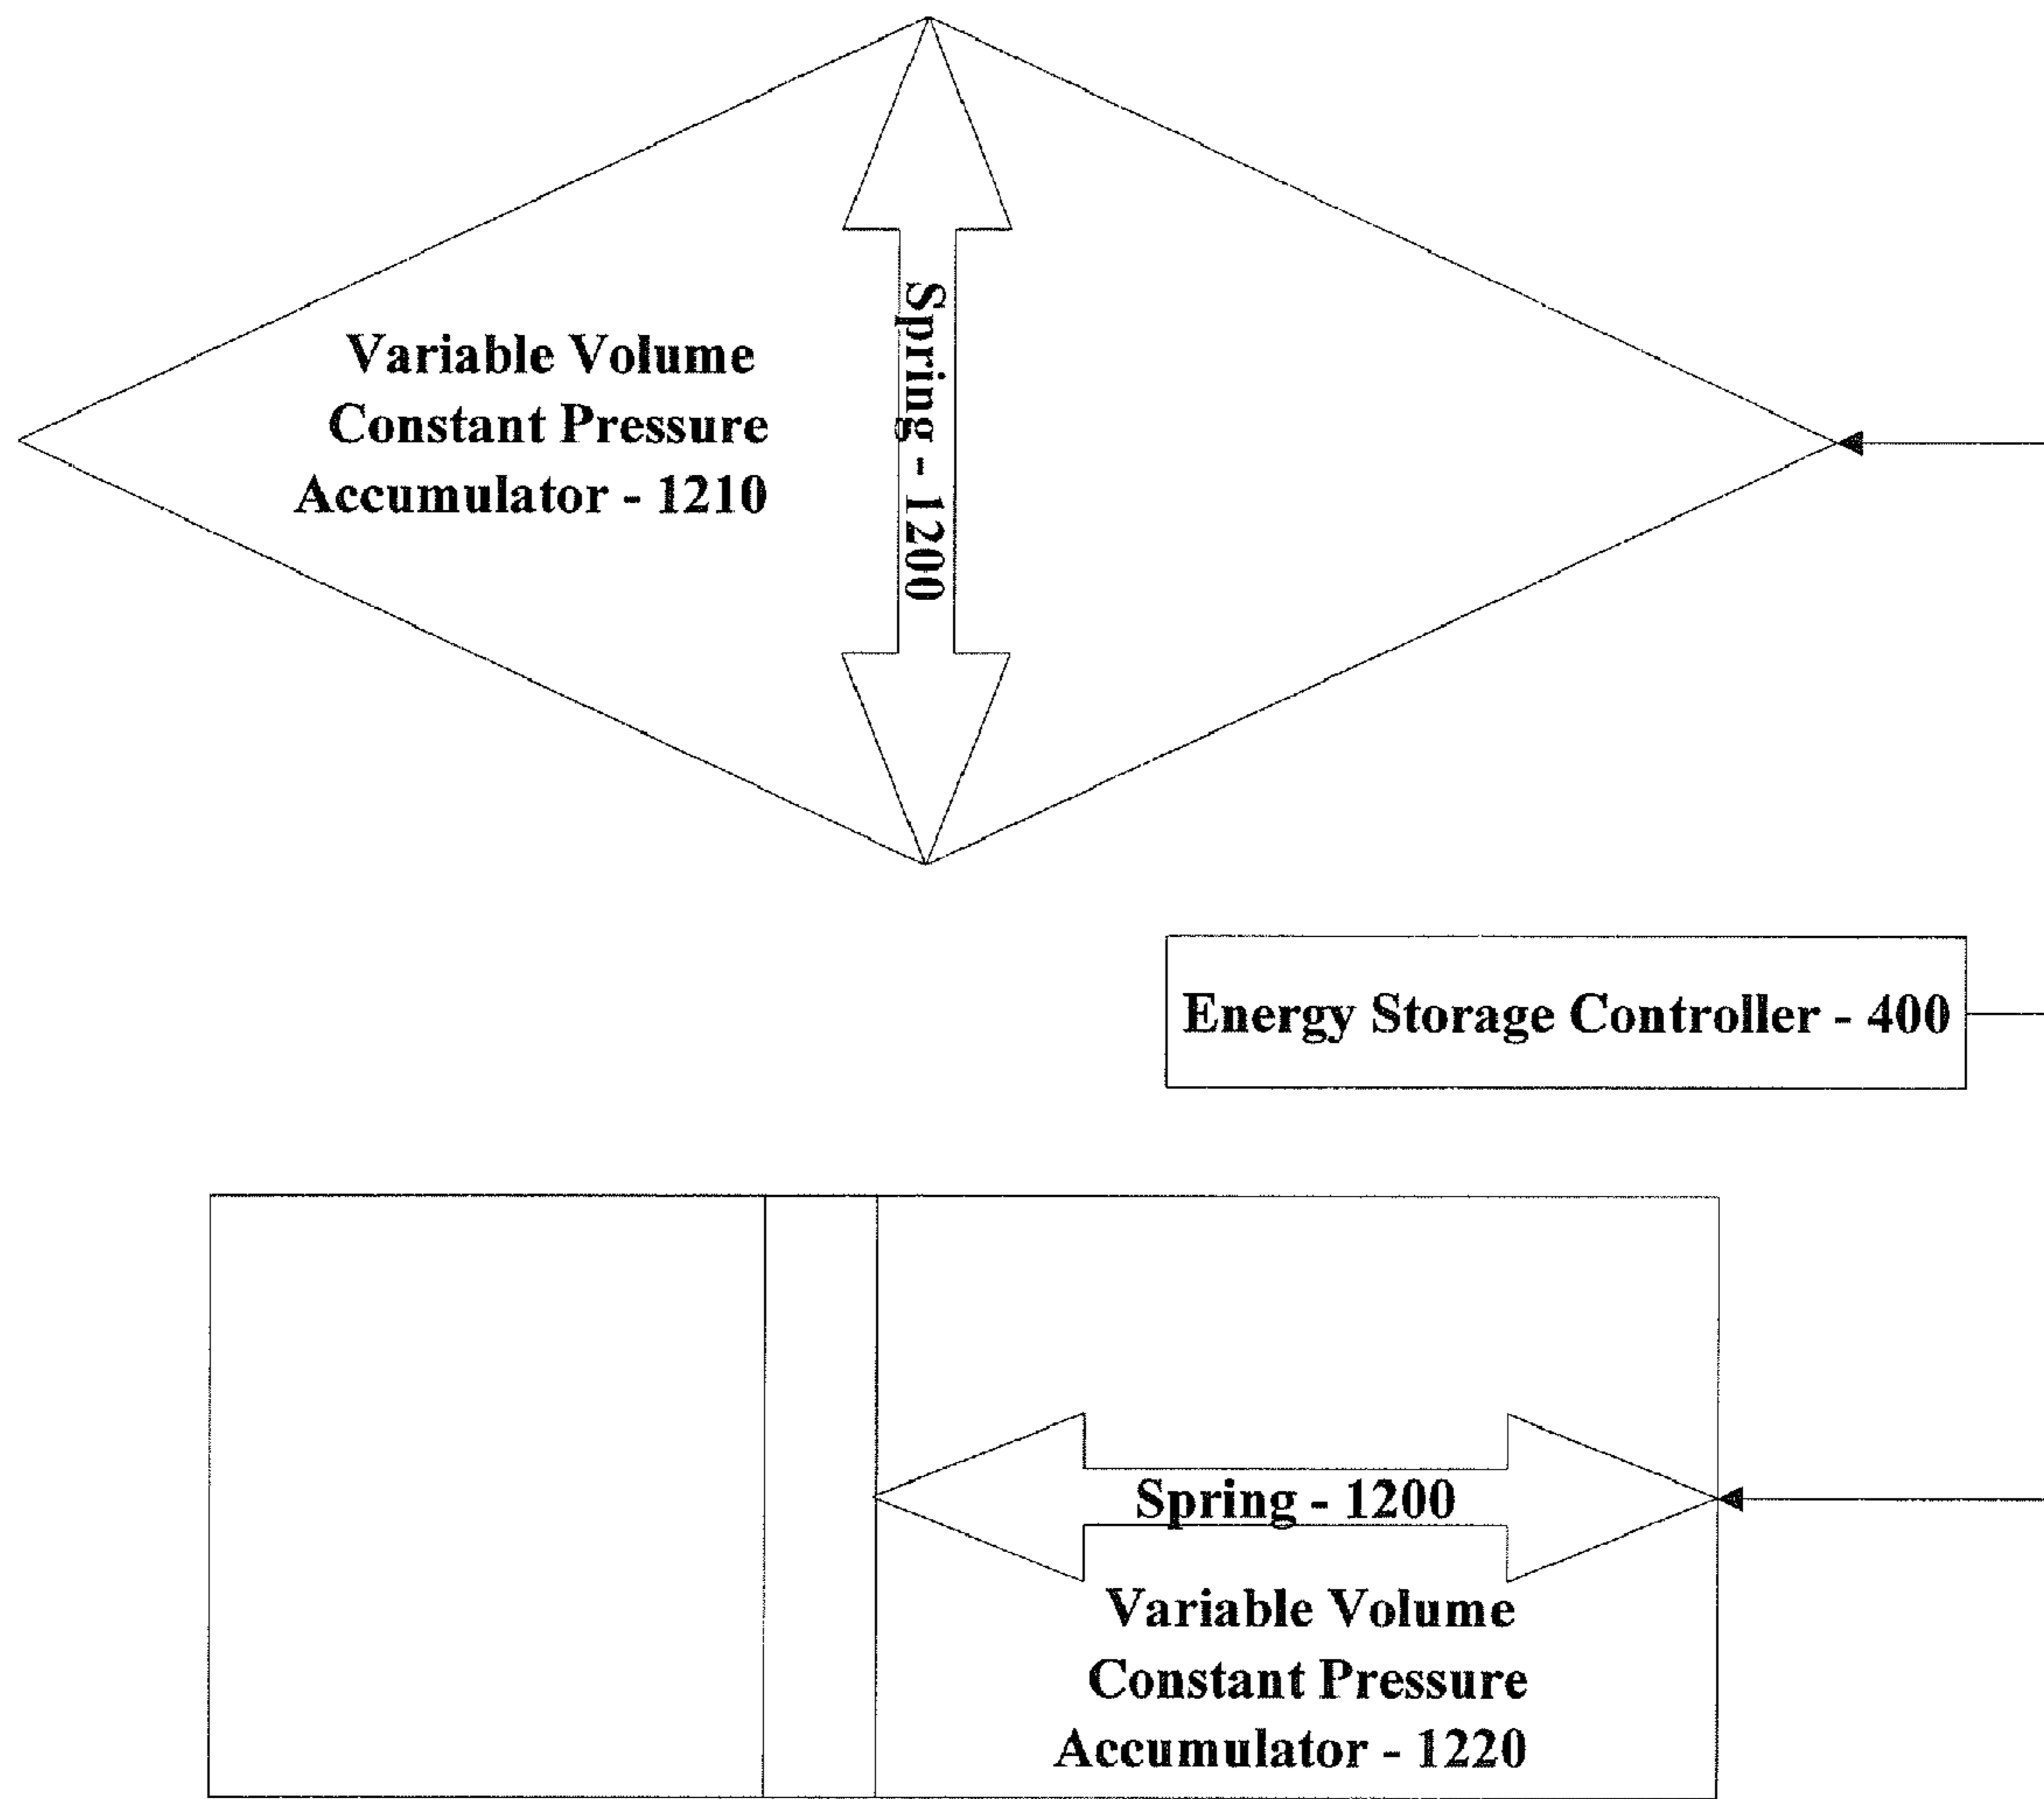 Variable Volume
Constant Pressure
Accumulator - 1210
Spring - 1200
Energy Storage Controller - 400
Spring - 1200
Variable Volume
Constant Pressure
Accumulator - 1220